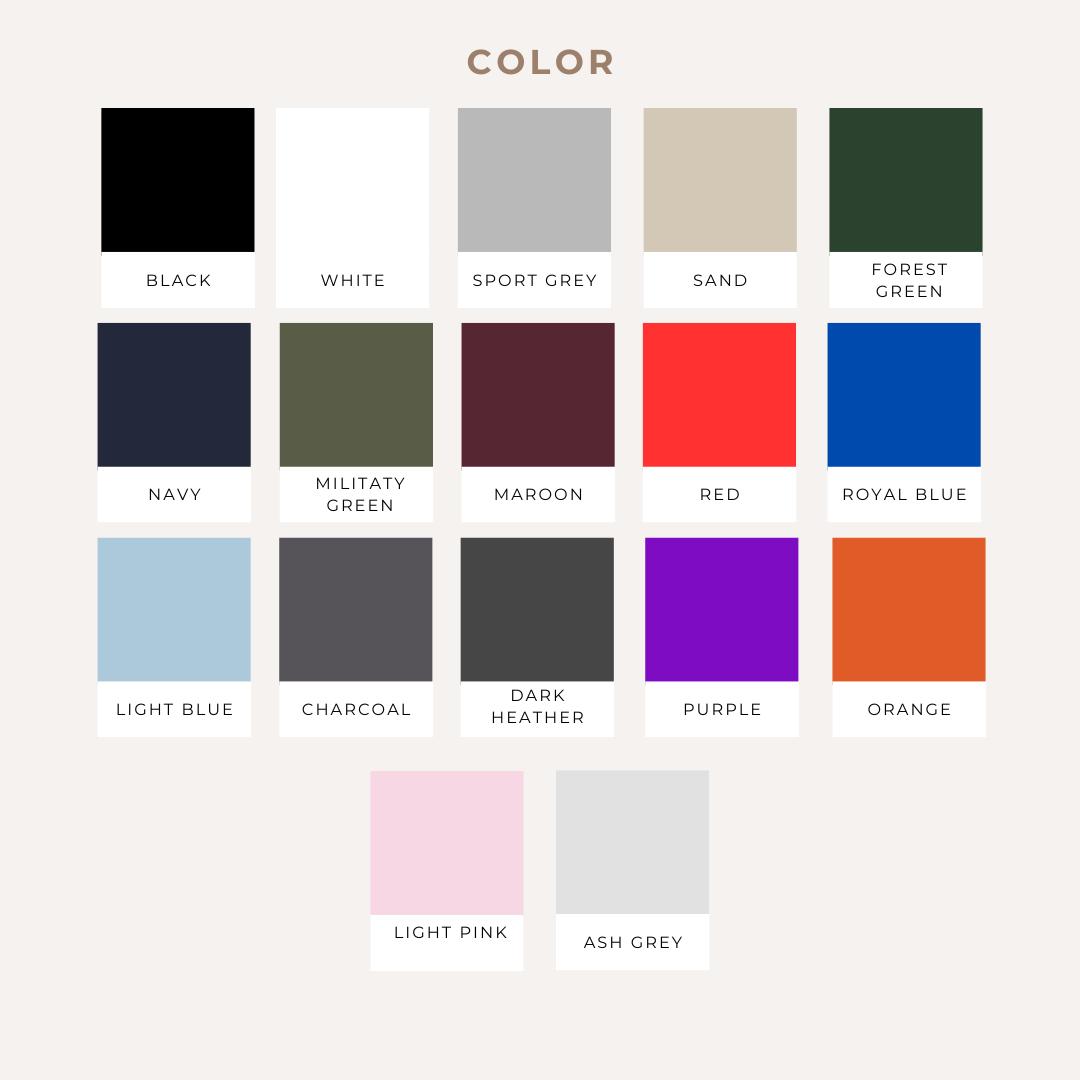 COLOR
BLACK
WHITE
SPORT GREY
SAND
FOREST
GREEN
NAVY
MILITATY
GREEN
MAROON
RED
ROYAL BLUE
LIGHT BLUE
CHARCOAL
DARK
HEATHER
PURPLE
ORANGE
LIGHT PINK
ASH GREY